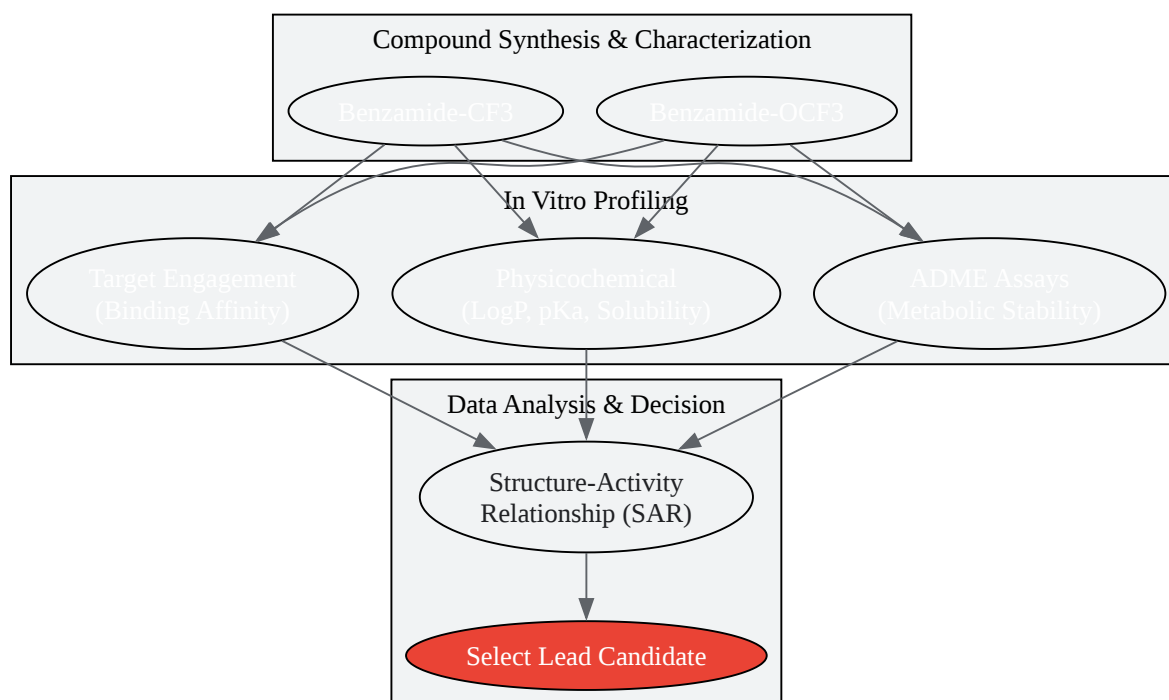 Compound Synthesis & Characterization
Benzamide-CF3
Benzamide-OCF3
In Vitro Profiling
Target Engagement
(Binding Affinity)
Physicochemical
(LogP, pKa, Solubility)
ADME Assays
(Metabolic Stability)
Data Analysis & Decision
Structure-Activity
Relationship (SAR)
Select Lead Candidate